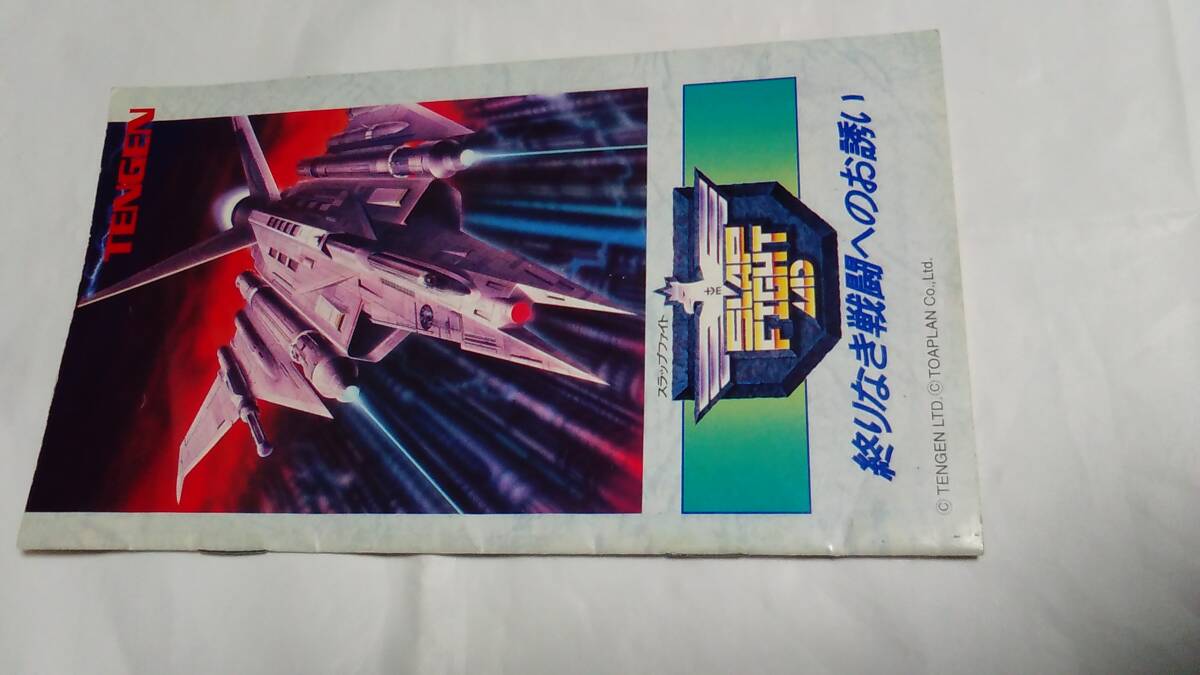 TENGEN
スラップファイト
SLAP
FIGHT
MD
終りなき戦闘へのお誘い
© TENGEN LTD. © TOAPLAN Co.,Ltd.